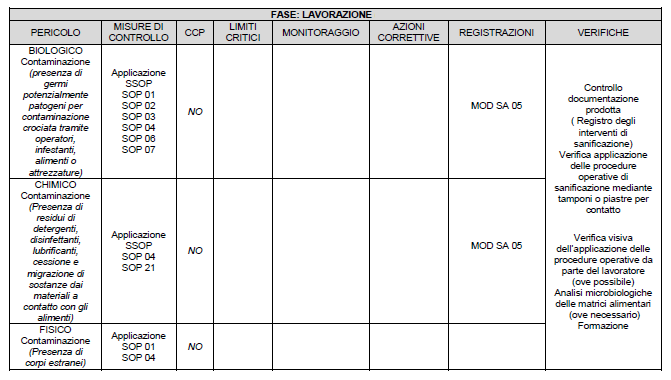 FASE: LAVORAZIONE
PERICOLO
MISURE DI
CONTROLLO
CCP
LIMITI
CRITICI
MONITORAGGIO
AZIONI
CORRETTIVE
REGISTRAZIONI
VERIFICHE
BIOLOGICO
Contaminazione
(presenza di
germi
potenzialmente
patogeni per
contaminazione
crociata tramite
operatori,
infestanti,
alimenti o
attrezzature)
Applicazione
SSOP
SOP 01
SOP 02
SOP 03
SOP 04
SOP 06
SOP 07
NO
MOD SA 05
Controllo
documentazione
prodotta
( Registro degli
interventi di
sanificazione)
Verifica applicazione
delle procedure
operative di
sanificazione mediante
tamponi o piastre per
contatto
Verifica visiva
dell'applicazione delle
procedure operative da
parte del lavoratore
(ove possibile)
Analisi microbiologiche
delle matrici alimentari
(ove necessario)
Formazione
CHIMICO
Contaminazione
(Presenza di
residui di
detergenti,
disinfettanti,
lubrificanti,
cessione e
migrazione di
sostanze dai
materiali a
contatto con gli
alimenti)
Applicazione
SSOP
SOP 04
SOP 21
NO
MOD SA 05
FISICO
Contaminazione
(Presenza di
corpi estranei)
Applicazione
SOP 01
SOP 04
NO